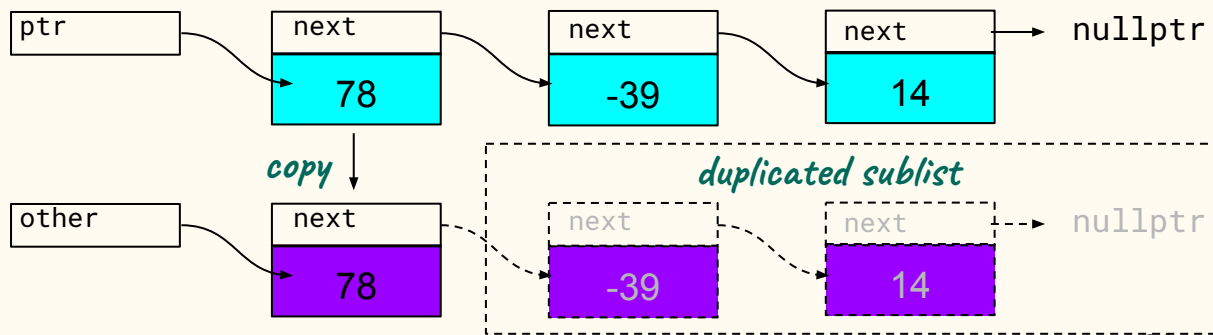 ptr
next
next
next
nullptr
78
-39
14
copy
duplicated sublist
other
next
next
next
nullptr
78
-39
14